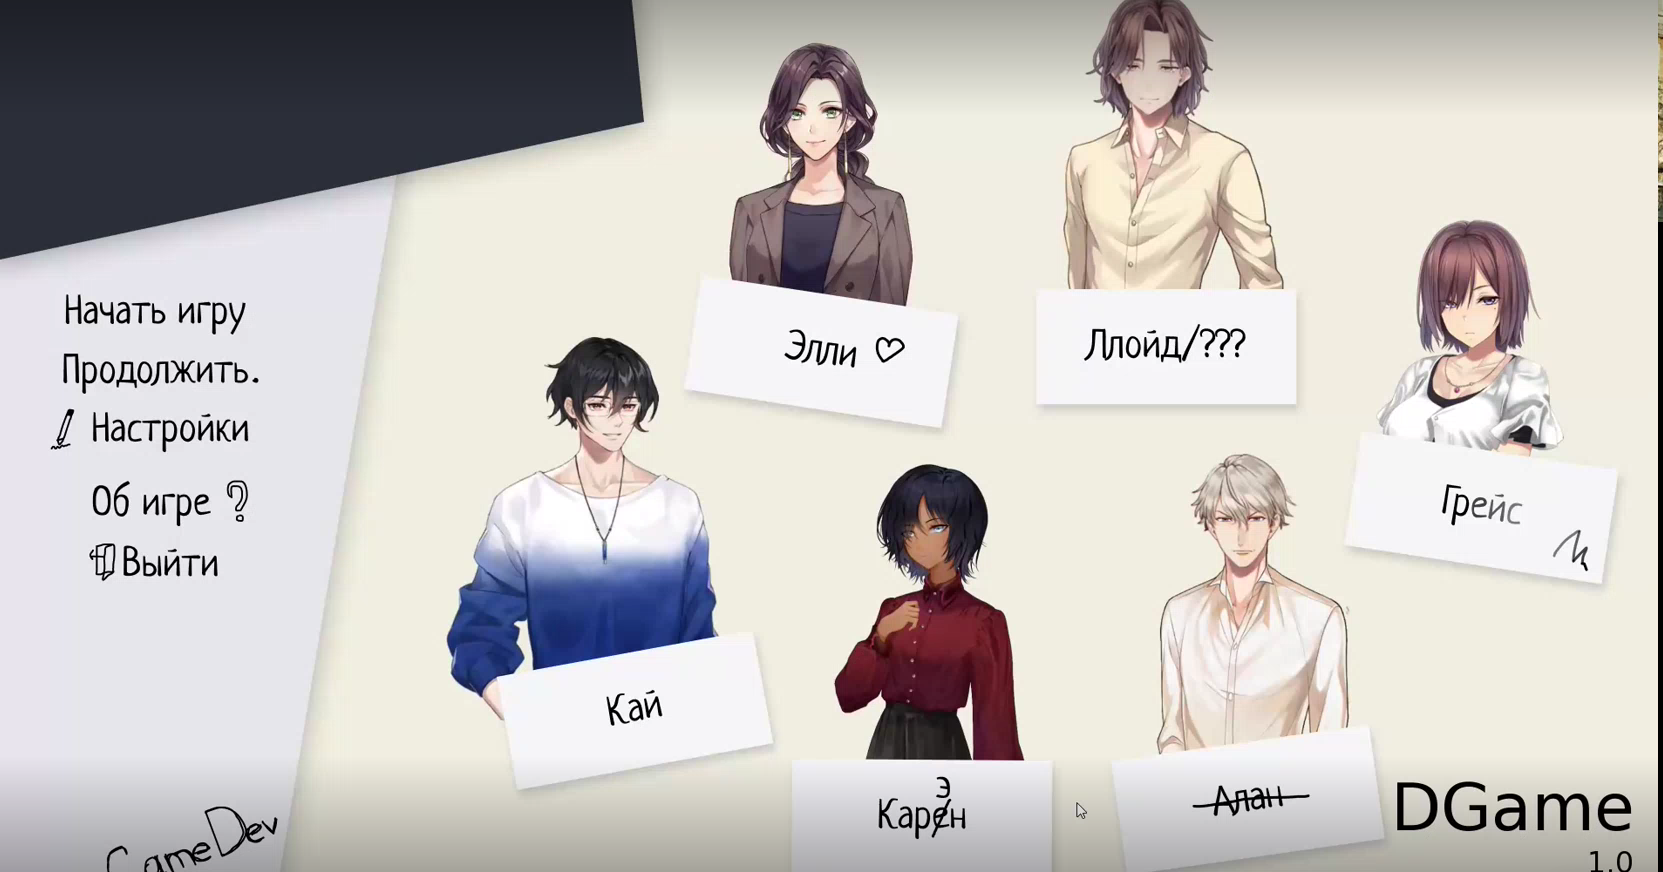 Начать игру
Продолжить.
Настройки
Об игре ?
Выйти
GameDev
Элли ♡
Ллойд/???
Грейс
Кай
э
Карен
Алан
DGame
1.0